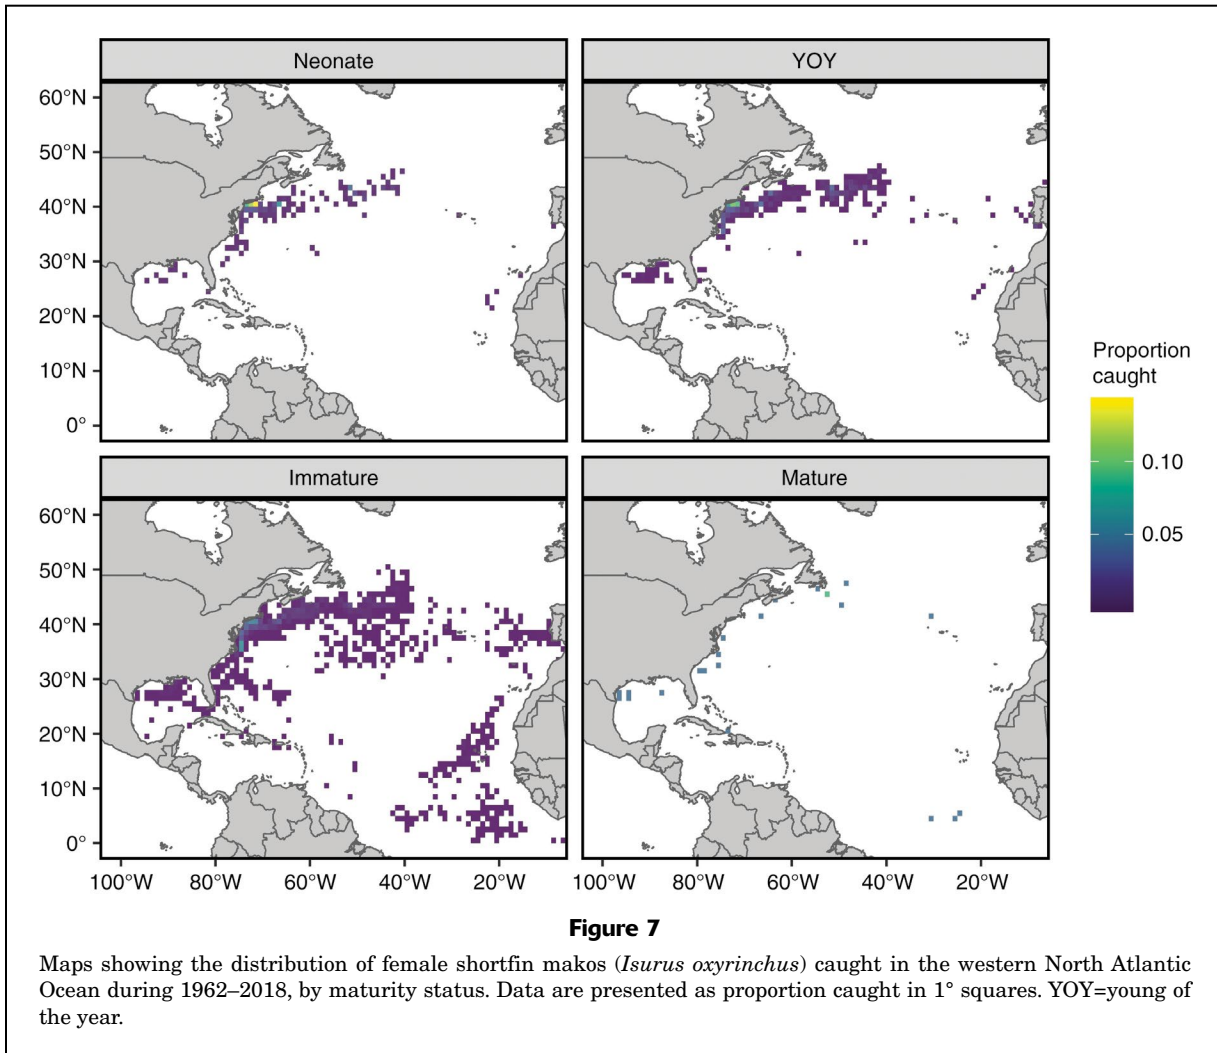 Neonate
YOY
60°N
50°N
40°N
30°N
20°N
10°N
0°
Proportion
caught
0.10
0.05
Immature
Mature
60°N
50°N
40°N
30°N
20°N
10°N
0°
100°W 80°W 60°W 40°W 20°W
100°W 80°W 60°W 40°W 20°W
Figure 7
Maps showing the distribution of female shortfin makos (Isurus oxyrinchus) caught in the western North Atlantic
Ocean during 1962–2018, by maturity status. Data are presented as proportion caught in 1° squares. YOY=young of
the year.